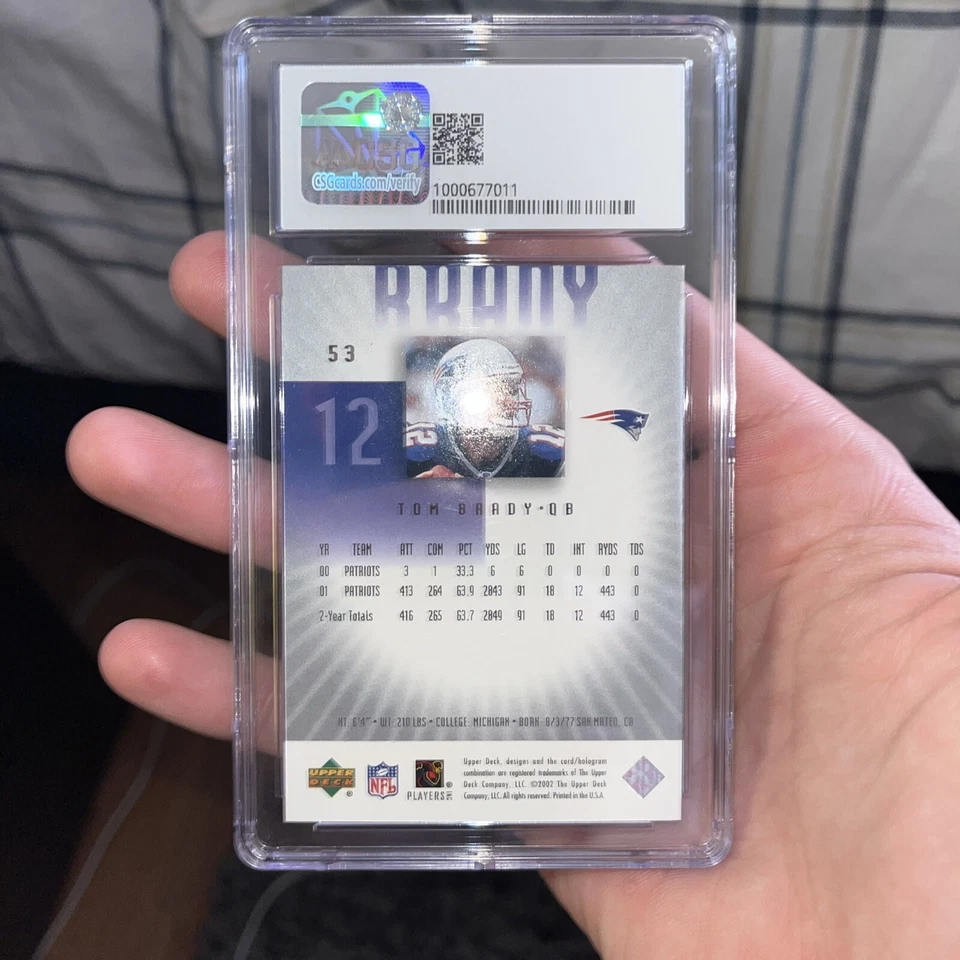 CSG
CSGcards.com/verify
1000677011
BRADY
53
12
12
12
TOM BRADY • QB
YR TEAM ATT COM PCT YDS LG TD INT RYDS TDS
00 PATRIOTS 3 1 33.3 6 6 0 0 0 0
01 PATRIOTS 413 264 63.9 2843 91 18 12 443 0
2-Year Totals 416 265 63.7 2849 91 18 12 443 0
HT: 6'4" • WT: 210 LBS • COLLEGE: MICHIGAN • BORN: 8/3/77 SAN MATEO, CA
UPPER DECK ®
NFL
PLAYERS INC ®
Upper Deck, designs and the card/hologram
combination are registered trademarks of The Upper
Deck Company, LLC. ©2002 The Upper Deck
Company, LLC. All rights reserved. Printed in the U.S.A.